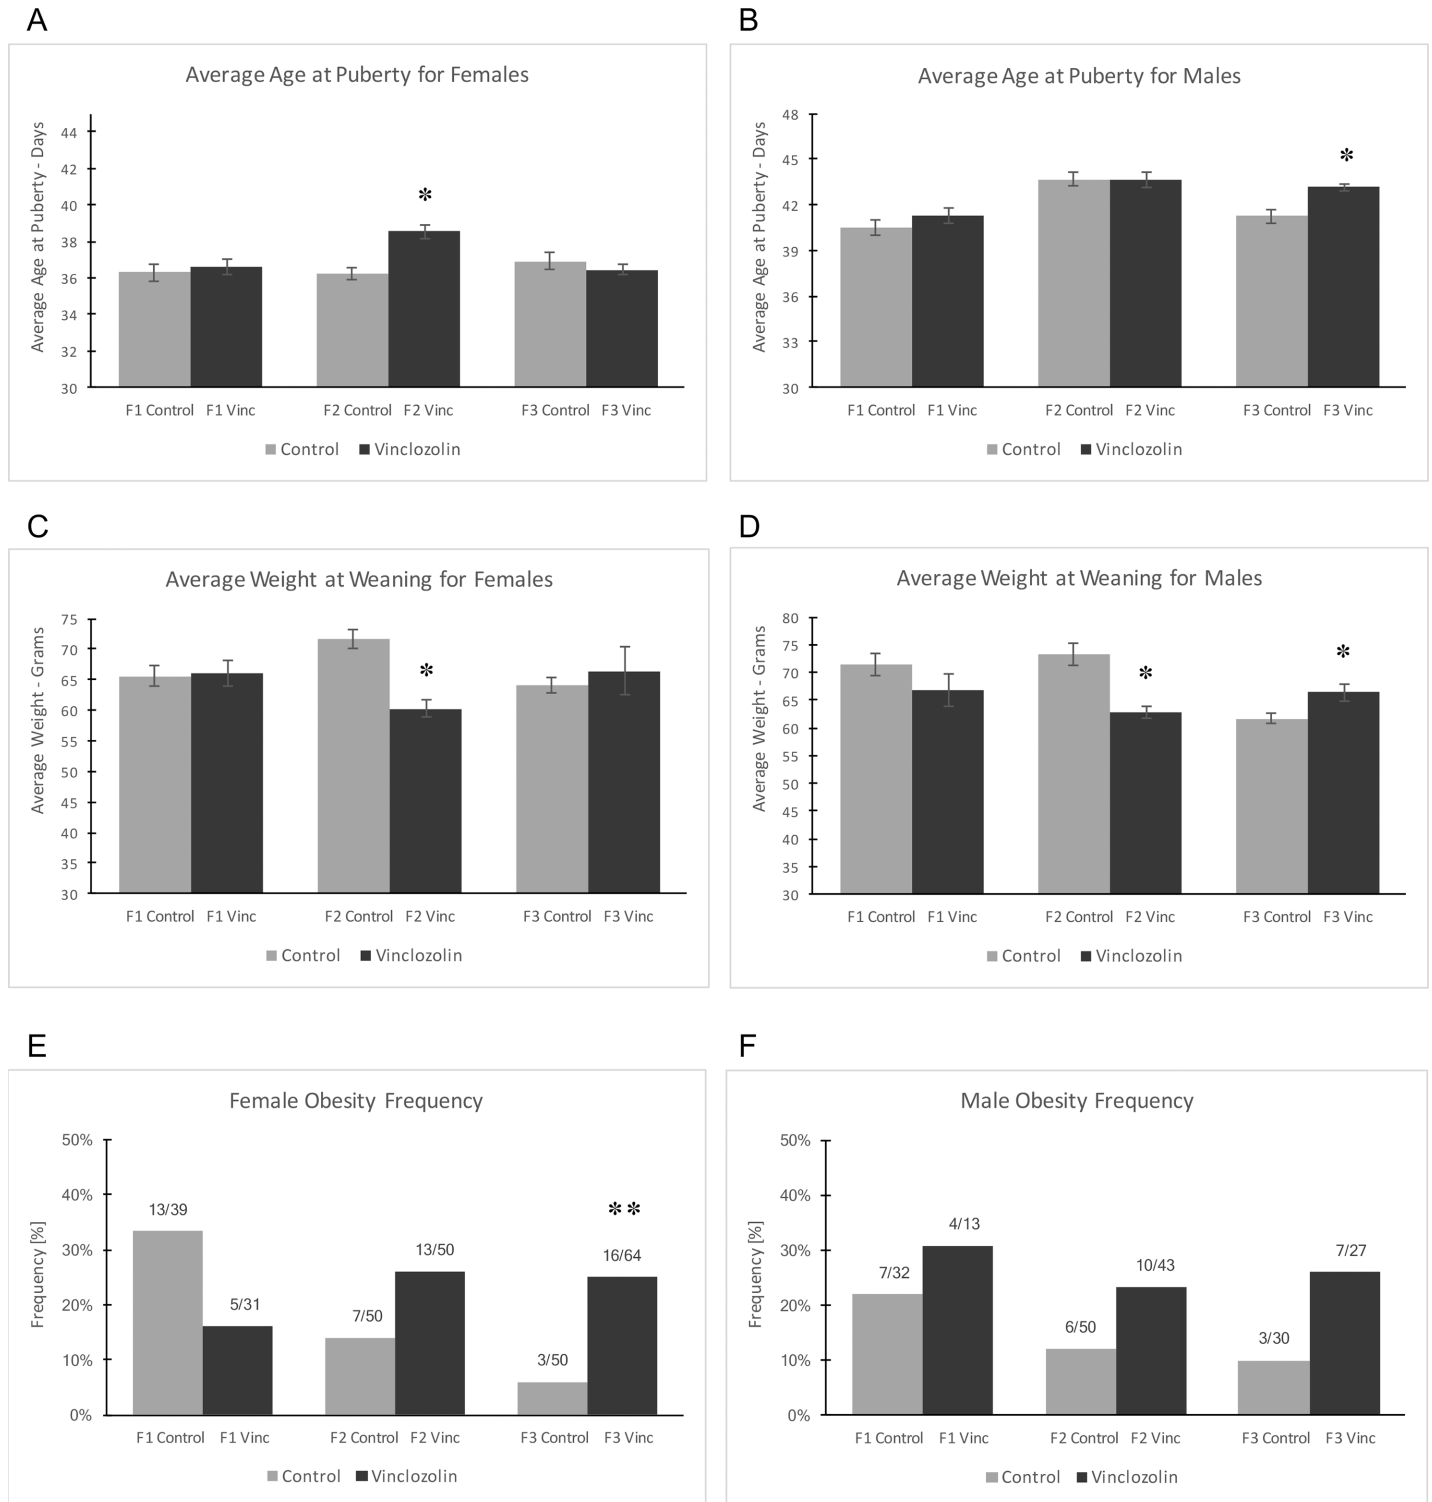 A
Average Age at Puberty for Females
Average Age at Puberty - Days
44
42
40
38
36
34
32
30
*
F1 Control F1 Vinc F2 Control F2 Vinc F3 Control F3 Vinc
Control Vinclozolin
B
Average Age at Puberty for Males
Average Age at Puberty - Days
48
45
42
39
36
33
30
*
F1 Control F1 Vinc F2 Control F2 Vinc F3 Control F3 Vinc
Control Vinclozolin
C
Average Weight at Weaning for Females
Average Weight - Grams
75
70
65
60
55
50
45
40
35
30
*
F1 Control F1 Vinc F2 Control F2 Vinc F3 Control F3 Vinc
Control Vinclozolin
D
Average Weight at Weaning for Males
Average Weight - Grams
80
75
70
65
60
55
50
45
40
35
30
*
*
F1 Control F1 Vinc F2 Control F2 Vinc F3 Control F3 Vinc
Control Vinclozolin
E
Female Obesity Frequency
Frequency [%]
50%
40%
30%
20%
10%
0%
13/39
5/31
7/50
13/50
3/50
**
16/64
F1 Control F1 Vinc F2 Control F2 Vinc F3 Control F3 Vinc
Control Vinclozolin
F
Male Obesity Frequency
Frequency [%]
50%
40%
30%
20%
10%
0%
7/32
4/13
6/50
10/43
3/30
7/27
F1 Control F1 Vinc F2 Control F2 Vinc F3 Control F3 Vinc
Control Vinclozolin